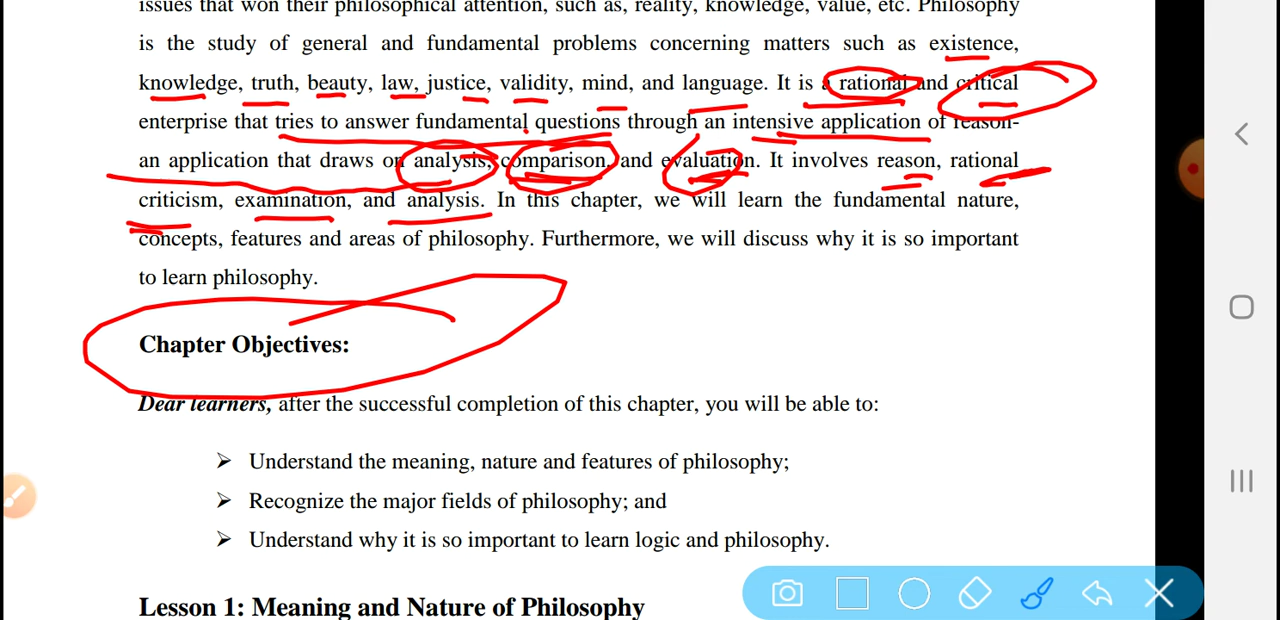 issues that won their philosophical attention, such as, reality, knowledge, value, etc. Philosophy
is the study of general and fundamental problems concerning matters such as existence,
knowledge, truth, beauty, law, justice, validity, mind, and language. It is a rational and critical
enterprise that tries to answer fundamental questions through an intensive application of reason-
an application that draws on analysis, comparison, and evaluation. It involves reason, rational
criticism, examination, and analysis. In this chapter, we will learn the fundamental nature,
concepts, features and areas of philosophy. Furthermore, we will discuss why it is so important
to learn philosophy.
Chapter Objectives:
Dear learners, after the successful completion of this chapter, you will be able to:
➢ Understand the meaning, nature and features of philosophy;
➢ Recognize the major fields of philosophy; and
➢ Understand why it is so important to learn logic and philosophy.
Lesson 1: Meaning and Nature of Philosophy